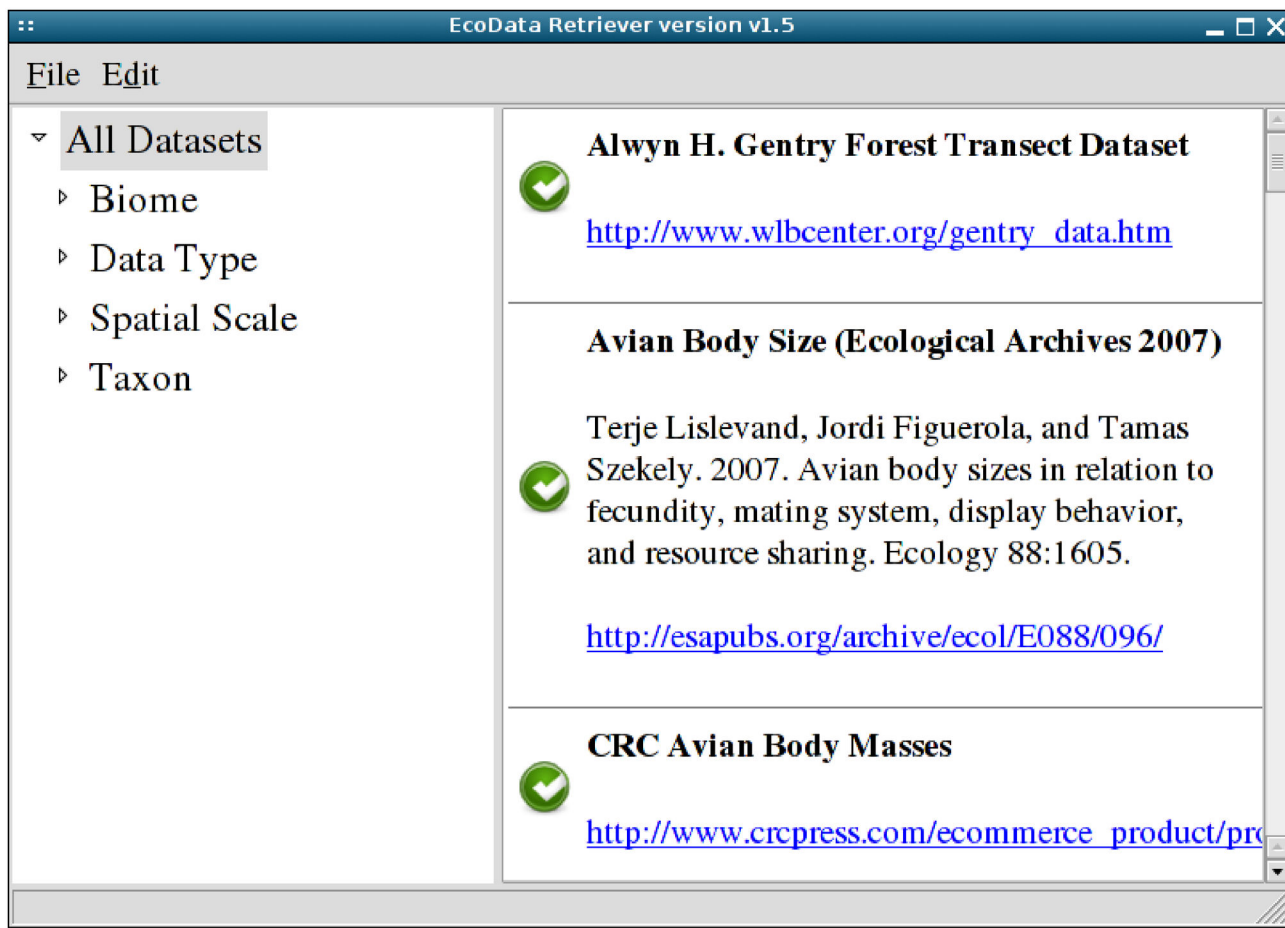 EcoData Retriever version v1.5
File Edit
All Datasets
Biome
Data Type
Spatial Scale
Taxon
Alwyn H. Gentry Forest Transect Dataset
http://www.wlbcenter.org/gentry_data.htm
Avian Body Size (Ecological Archives 2007)
Terje Lislevand, Jordi Figuerola, and Tamas
Szekely. 2007. Avian body sizes in relation to
fecundity, mating system, display behavior,
and resource sharing. Ecology 88:1605.
http://esapubs.org/archive/ecol/E088/096/
CRC Avian Body Masses
http://www.crcpress.com/ecommerce_product/pro